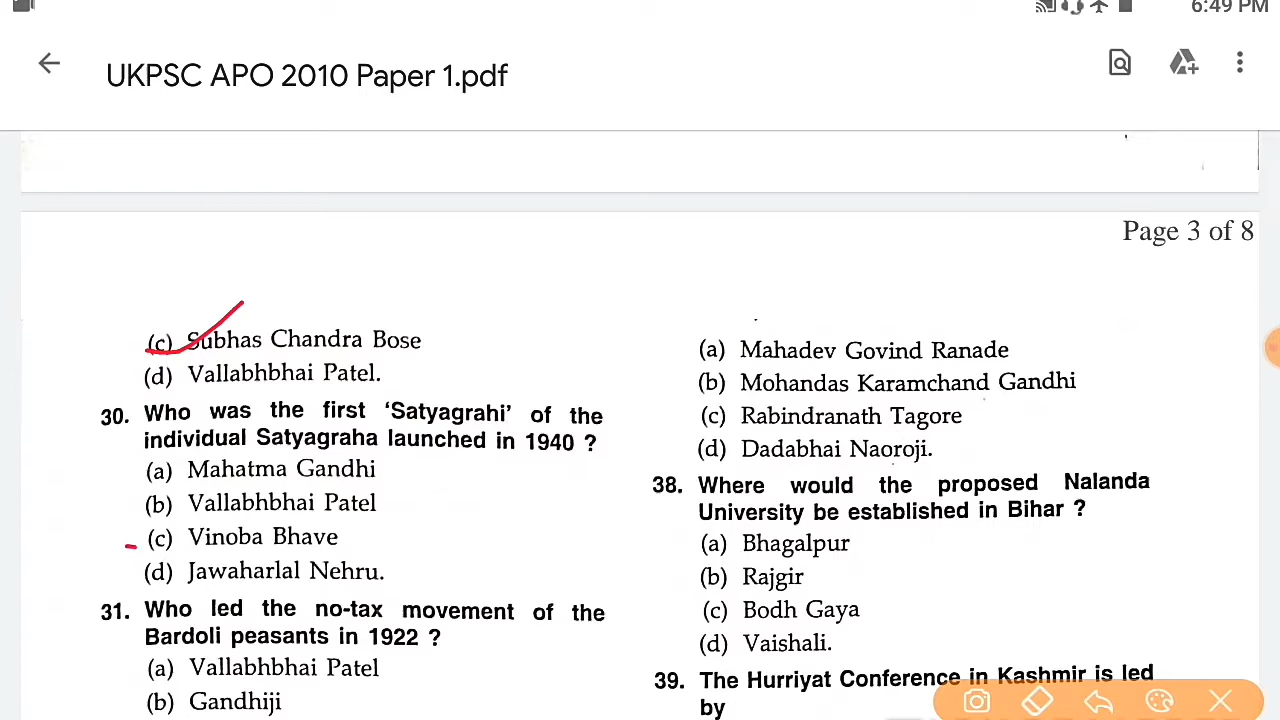 6:49 PM
UKPSC APO 2010 Paper 1.pdf
Page 3 of 8
(c) Subhas Chandra Bose
(d) Vallabhbhai Patel.
30. Who was the first ‘Satyagrahi’ of the
individual Satyagraha launched in 1940 ?
(a) Mahatma Gandhi
(b) Vallabhbhai Patel
(c) Vinoba Bhave
(d) Jawaharlal Nehru.
31. Who led the no-tax movement of the
Bardoli peasants in 1922 ?
(a) Vallabhbhai Patel
(b) Gandhiji
(a) Mahadev Govind Ranade
(b) Mohandas Karamchand Gandhi
(c) Rabindranath Tagore
(d) Dadabhai Naoroji.
38. Where would the proposed Nalanda
University be established in Bihar ?
(a) Bhagalpur
(b) Rajgir
(c) Bodh Gaya
(d) Vaishali.
39. The Hurriyat Conference in Kashmir is led
by